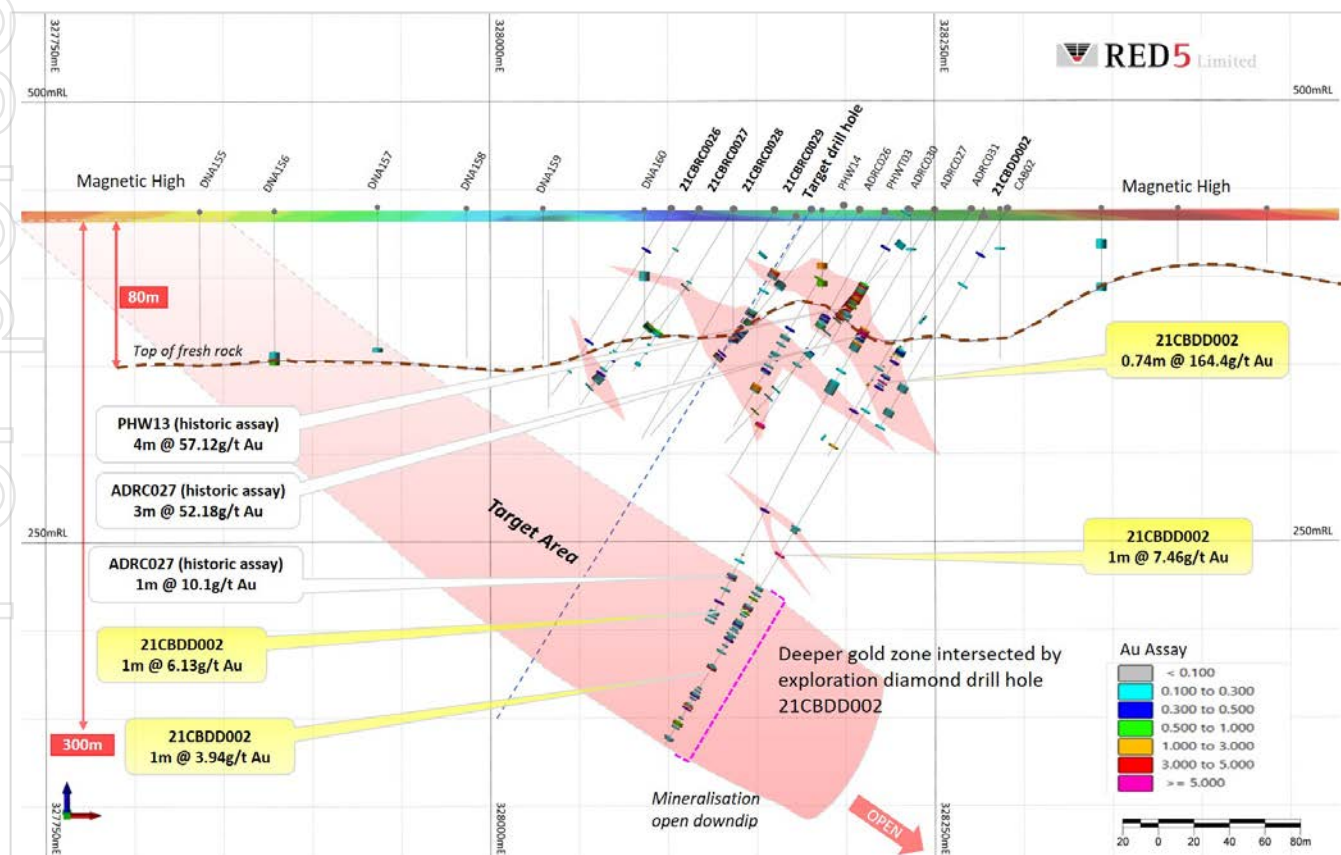 327750mE
328000mE
328250mE
RED5 Limited
500mRL
500mRL
Magnetic High
DNA155
DNA156
DNA157
DNA158
DNA159
DNA160
21CBRC0026
21CBRC0027
21CBRC0028
21CBRC0029
Target drill hole
PHW14
ADRC026
PHWT03
ADRC030
ADRC027
ADRC031
21CBDD002
CAB02
Magnetic High
80m
Top of fresh rock
21CBDD002
0.74m @ 164.4g/t Au
PHW13 (historic assay)
4m @ 57.12g/t Au
ADRC027 (historic assay)
3m @ 52.18g/t Au
Target Area
250mRL
250mRL
21CBDD002
1m @ 7.46g/t Au
ADRC027 (historic assay)
1m @ 10.1g/t Au
21CBDD002
1m @ 6.13g/t Au
Deeper gold zone intersected by
exploration diamond drill hole
21CBDD002
Au Assay
< 0.100
0.100 to 0.300
0.300 to 0.500
0.500 to 1.000
1.000 to 3.000
3.000 to 5.000
>= 5.000
300m
21CBDD002
1m @ 3.94g/t Au
Mineralisation
open downdip
OPEN
327750mE
328000mE
328250mE
20 0 20 40 60 80m